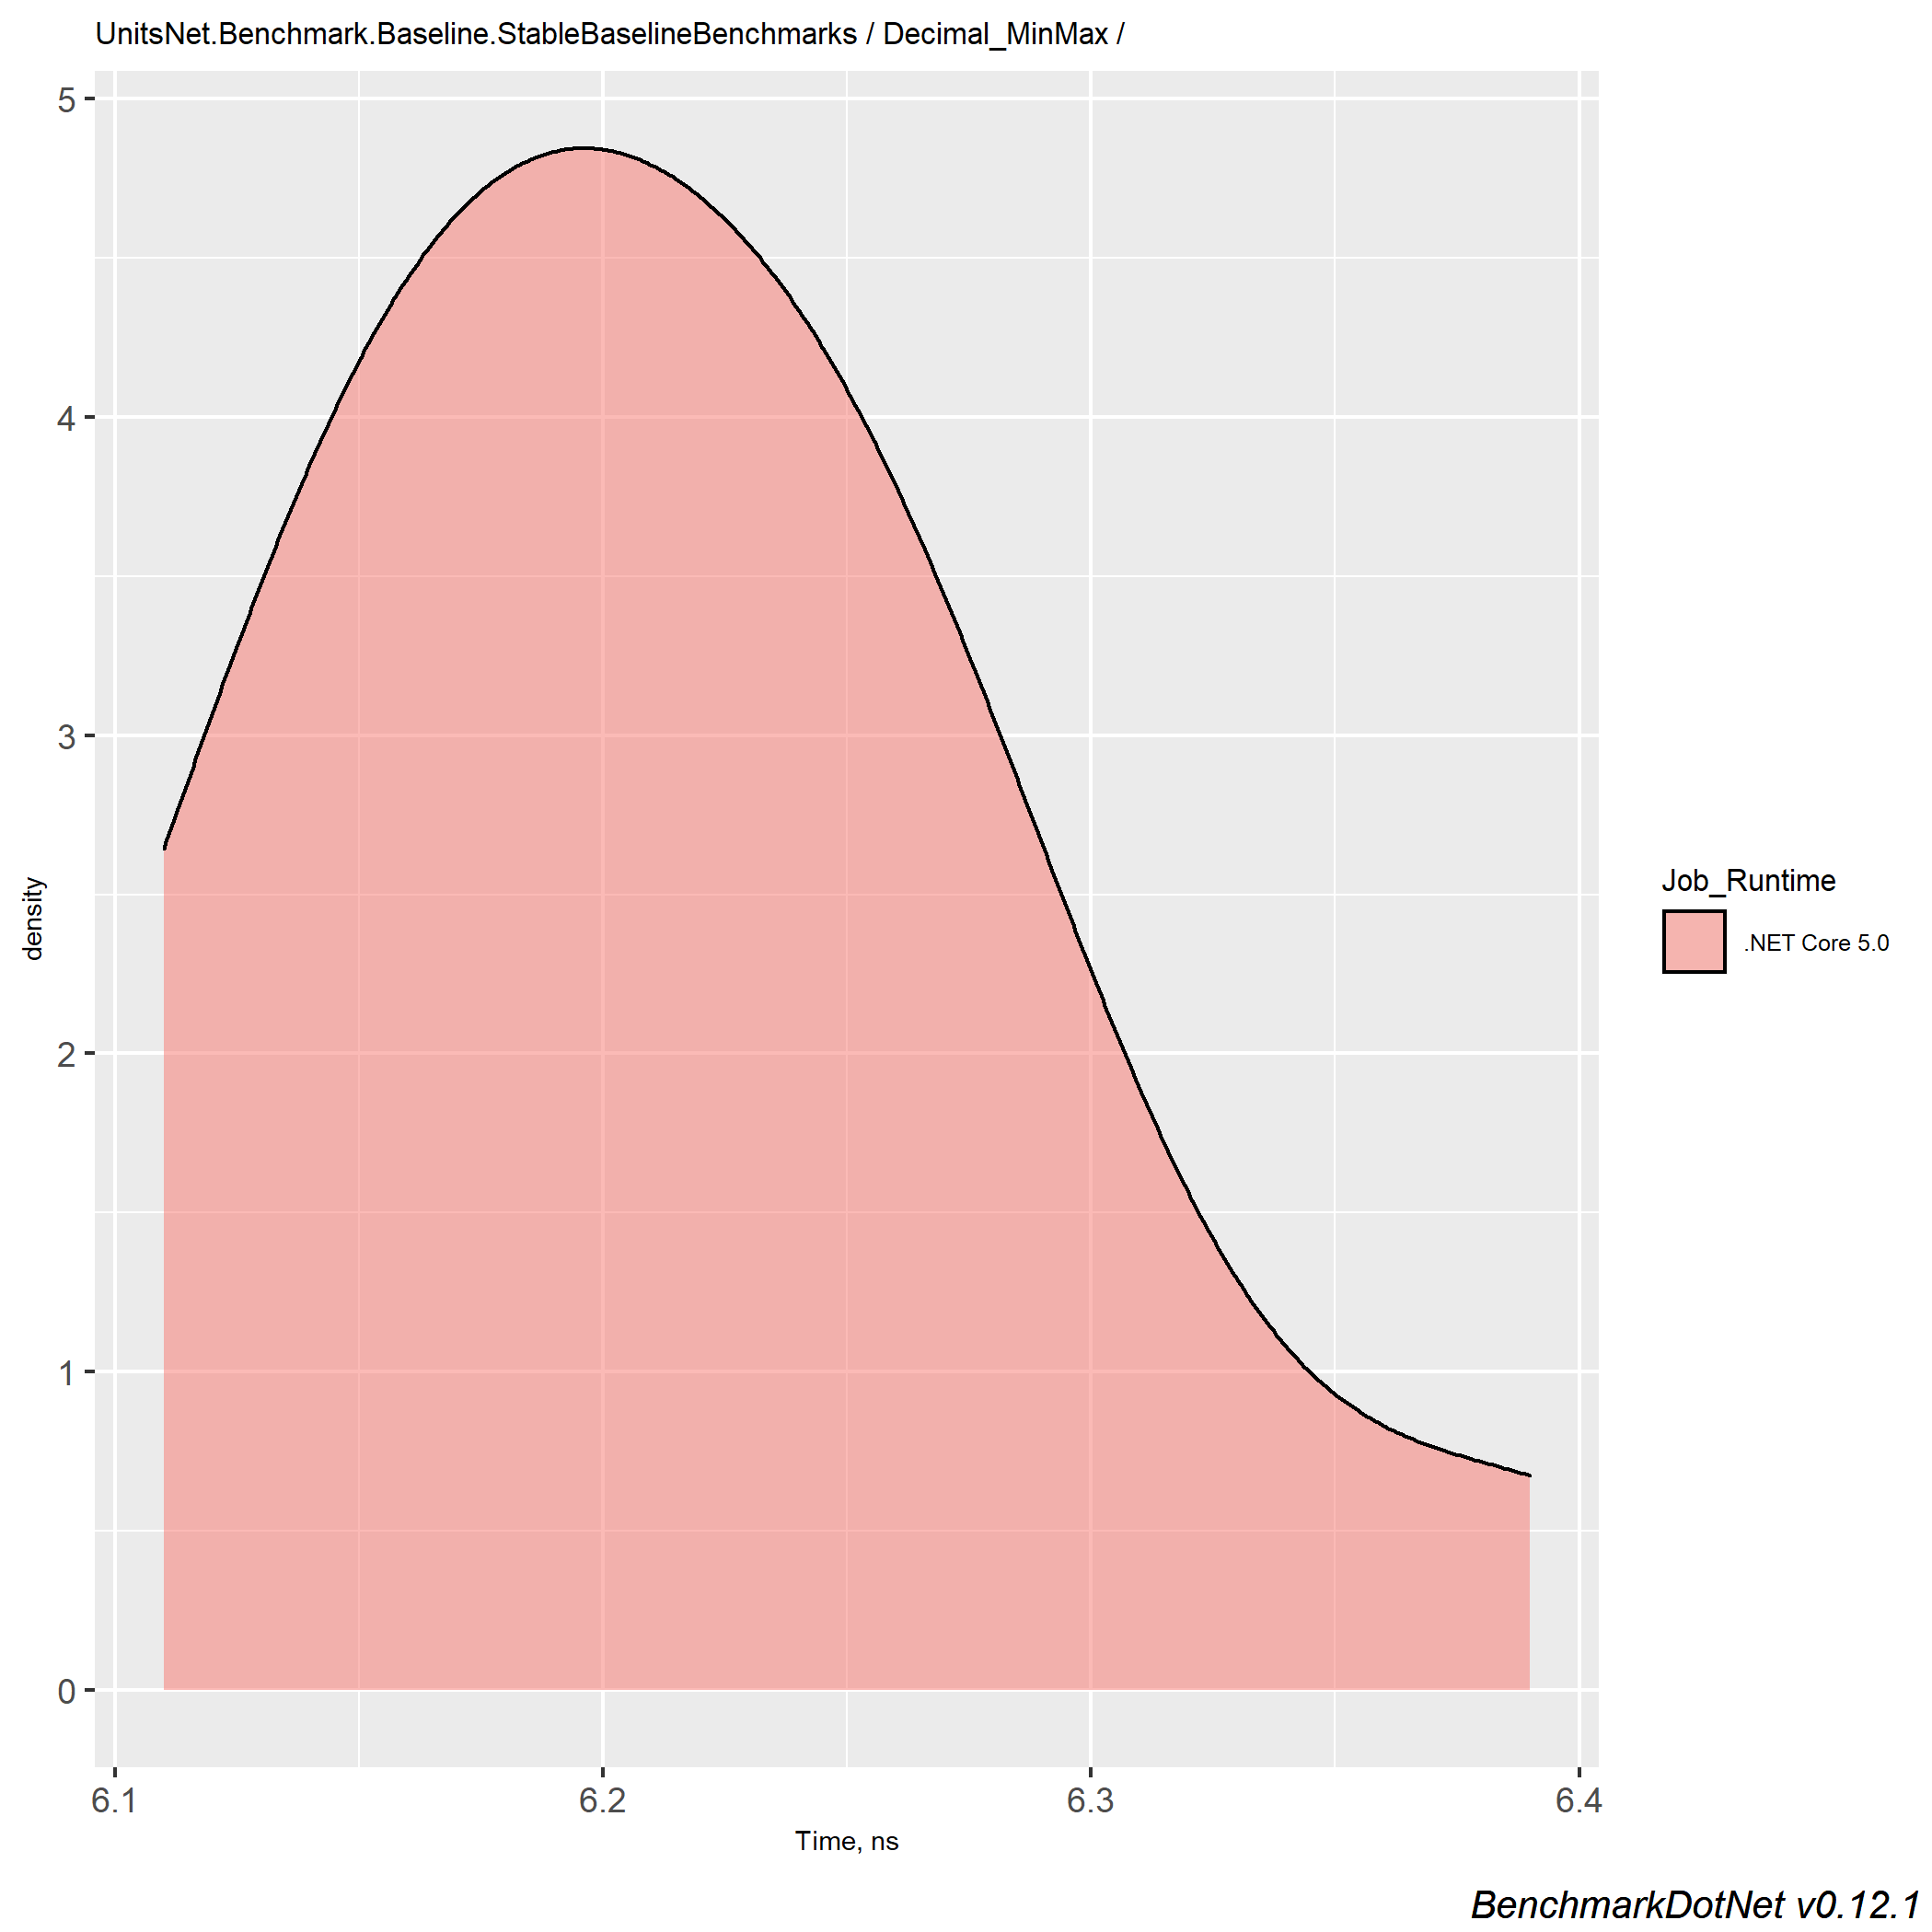 UnitsNet.Benchmark.Baseline.StableBaselineBenchmarks / Decimal_MinMax /
5
4
3
2
1
0
density
6.1 6.2 6.3 6.4
Time, ns
Job_Runtime
.NET Core 5.0
BenchmarkDotNet v0.12.1